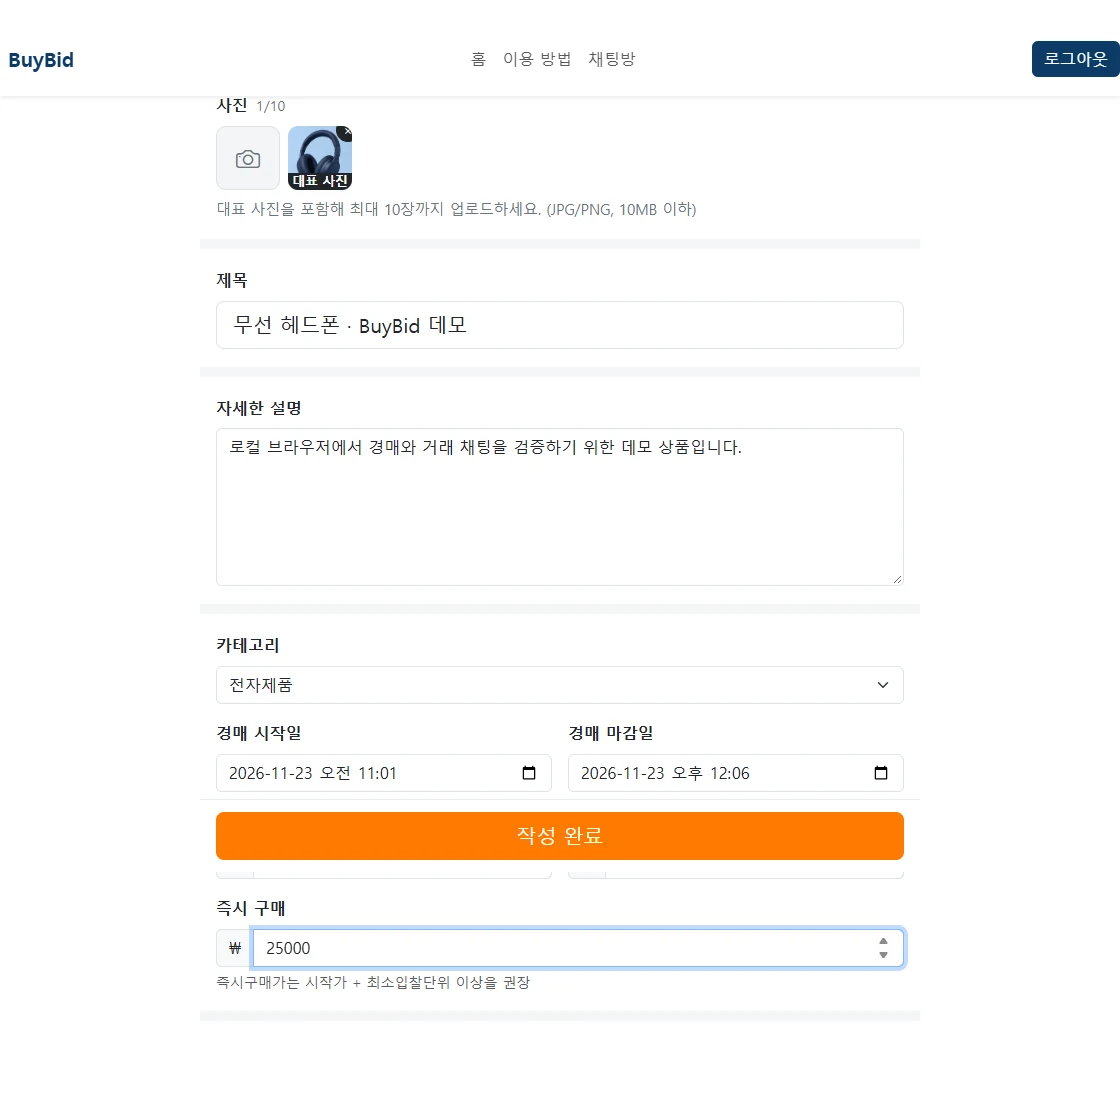 BuyBid
홈 이용 방법 채팅방
로그아웃
사진 1/10
대표 사진
대표 사진을 포함해 최대 10장까지 업로드하세요. (JPG/PNG, 10MB 이하)
제목
무선 헤드폰 · BuyBid 데모
자세한 설명
로컬 브라우저에서 경매와 거래 채팅을 검증하기 위한 데모 상품입니다.
카테고리
전자제품
경매 시작일
경매 마감일
2026-11-23 오전 11:01
2026-11-23 오후 12:06
작성 완료
즉시 구매
₩ 25000
즉시구매가는 시작가 + 최소입찰단위 이상을 권장